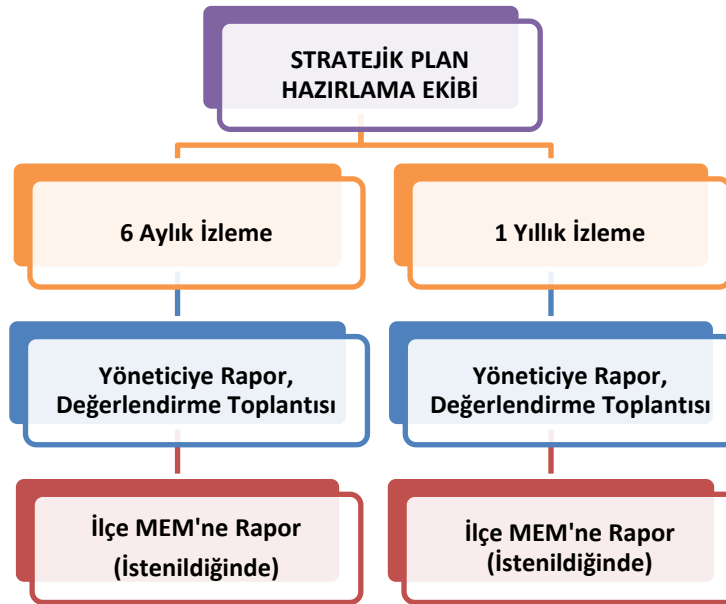 STRATEJİK PLAN
HAZIRLAMA EKİBİ
6 Aylık İzleme
1 Yıllık İzleme
Yöneticiye Rapor,
Değerlendirme Toplantısı
Yöneticiye Rapor,
Değerlendirme Toplantısı
İlçe MEM'ne Rapor
(İstenildiğinde)
İlçe MEM'ne Rapor
(İstenildiğinde)